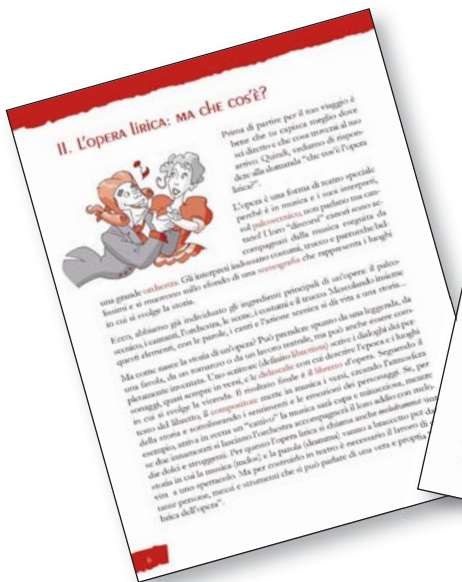 II. L'OPERA LIRICA: MA CHE COS'È?
Prima di partire per il tuo viaggio è
bene che tu capisca meglio dove
sei diretto e che cosa troverai al tuo
arrivo. Quindi, vediamo di rispon-
dere alla domanda "che cos'è l'opera
lirica?".
L'opera è una forma di teatro speciale
perché è in musica e i suoi interpreti,
sul palcoscenico, non parlano ma can-
tano! I loro "discorsi" cantati sono ac-
compagnati dalla musica eseguita da
una grande orchestra. Gli interpreti indossano costumi, trucco e parrucche bel-
lissimi e si muovono sullo sfondo di una scenografia che rappresenta i luoghi
in cui si svolge la storia.
Ecco, abbiamo già individuato gli ingredienti principali di un'opera: il palco-
scenico, i cantanti, l'orchestra, le scene, i costumi e il trucco. Mescolando insieme
questi elementi, con le parole, i canti e l'azione scenica si dà vita a una storia...
Ma come nasce la storia di un'opera? Può prendere spunto da una leggenda, da
una favola, da un romanzo o da un lavoro teatrale, ma può anche essere com-
pletamente inventata. Uno scrittore (definito librettista) scrive i dialoghi dei per-
sonaggi, quasi sempre in versi, e le didascalie con cui descrive l'epoca e i luoghi
in cui si svolge la vicenda. Il risultato finale è il libretto d'opera. Seguendo il
testo del libretto, il compositore mette in musica i versi, creando l'atmosfera
della storia e sottolineando i sentimenti e le emozioni dei personaggi. Se, per
esempio, arriva in scena un "cattivo" la musica sarà cupa e minacciosa, mentre
se due innamorati si lasciano l'orchestra accompagnerà il loro addio con melo-
die dolci e struggenti. Per questo l'opera lirica si chiama anche melodramma: una
storia in cui la musica (melos) e la parola (dramma) vanno a braccetto per dar
vita a uno spettacolo. Ma per costruirlo in teatro è necessario il lavoro di
tante persone, mezzi e strumenti che si può parlare di una vera e propria
brica dell'opera".
6